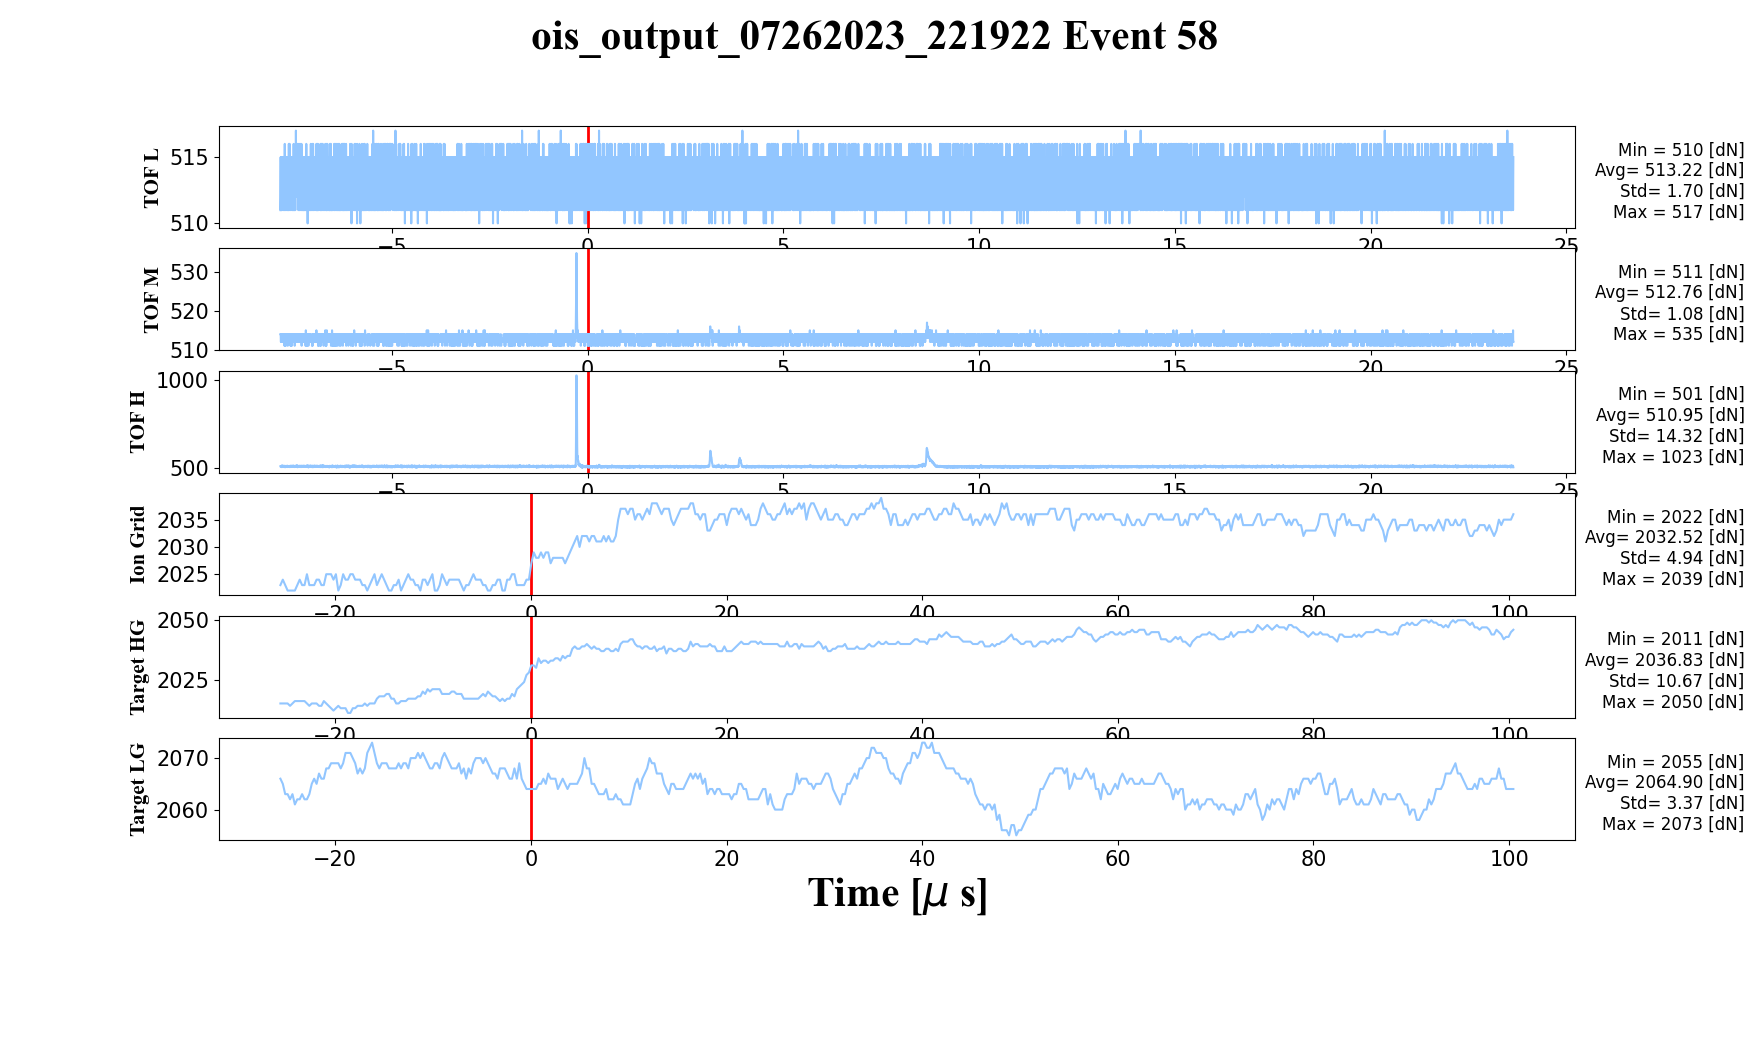 ois_output_07262023_221922 Event 58
TOF L
515
510
−5 0 5 10 15 20 25
Min = 510 [dN]
Avg= 513.22 [dN]
Std= 1.70 [dN]
Max = 517 [dN]
TOF M
530
520
510
−5 0 5 10 15 20 25
Min = 511 [dN]
Avg= 512.76 [dN]
Std= 1.08 [dN]
Max = 535 [dN]
TOF H
1000
500
−5 0 5 10 15 20 25
Min = 501 [dN]
Avg= 510.95 [dN]
Std= 14.32 [dN]
Max = 1023 [dN]
Ion Grid
2035
2030
2025
−20 0 20 40 60 80 100
Min = 2022 [dN]
Avg= 2032.52 [dN]
Std= 4.94 [dN]
Max = 2039 [dN]
Target HG
2050
2025
−20 0 20 40 60 80 100
Min = 2011 [dN]
Avg= 2036.83 [dN]
Std= 10.67 [dN]
Max = 2050 [dN]
Target LG
2070
2060
−20 0 20 40 60 80 100
Min = 2055 [dN]
Avg= 2064.90 [dN]
Std= 3.37 [dN]
Max = 2073 [dN]
Time [μ s]